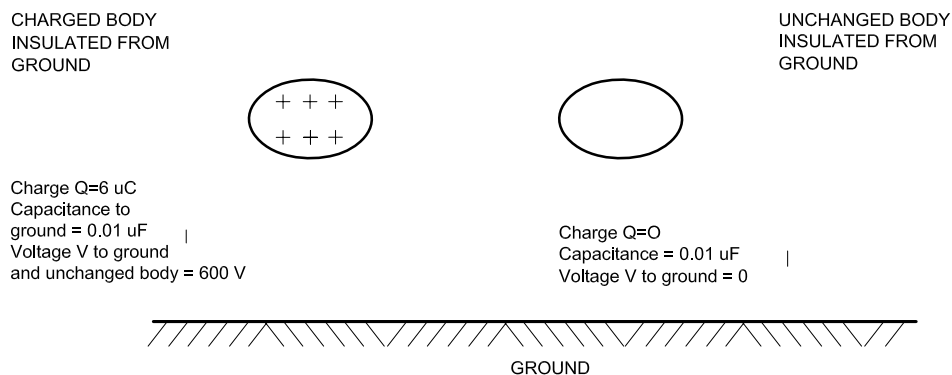 CHARGED BODY
INSULATED FROM
GROUND
UNCHANGED BODY
INSULATED FROM
GROUND
Charge Q=6 uC
Capacitance to
ground = 0.01 uF
Voltage V to ground
and unchanged body = 600 V
Charge Q=O
Capacitance = 0.01 uF
Voltage V to ground = 0
GROUND